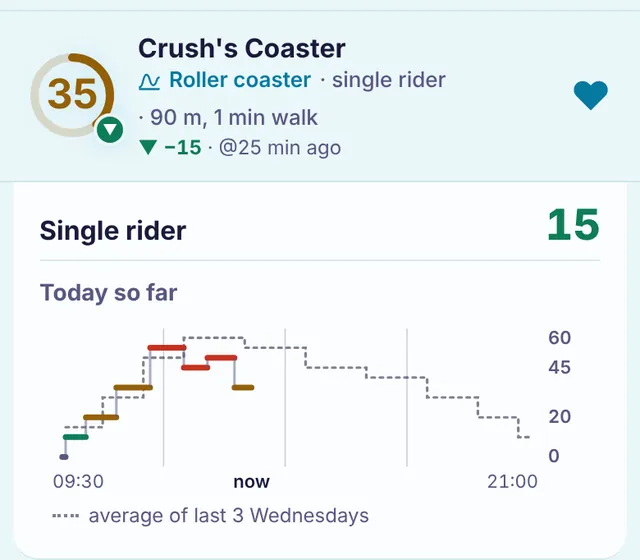 35
Crush's Coaster
Roller coaster · single rider
· 90 m, 1 min walk
▼ −15 · @25 min ago
Single rider
15
Today so far
60
45
20
0
09:30 now 21:00
average of last 3 Wednesdays